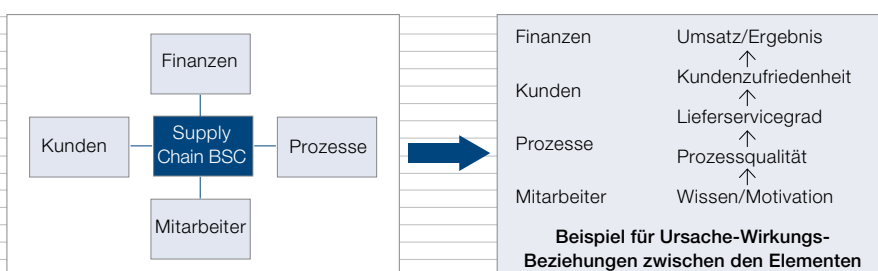 Finanzen
Kunden
Supply
Chain BSC
Prozesse
Mitarbeiter
Finanzen
Umsatz/Ergebnis
Kunden
Kundenzufriedenheit
Lieferservicegrad
Prozesse
Prozessqualität
Mitarbeiter
Wissen/Motivation
Beispiel für Ursache-Wirkungs-
Beziehungen zwischen den Elementen